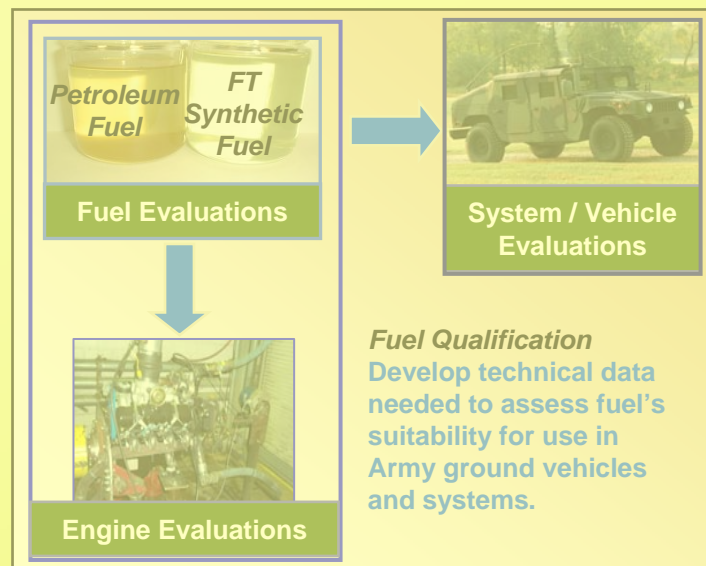 Petroleum
Fuel
FT
Synthetic
Fuel
Fuel Evaluations
System / Vehicle
Evaluations
Engine Evaluations
Fuel Qualification
Develop technical data
needed to assess fuel's
suitability for use in
Army ground vehicles
and systems.